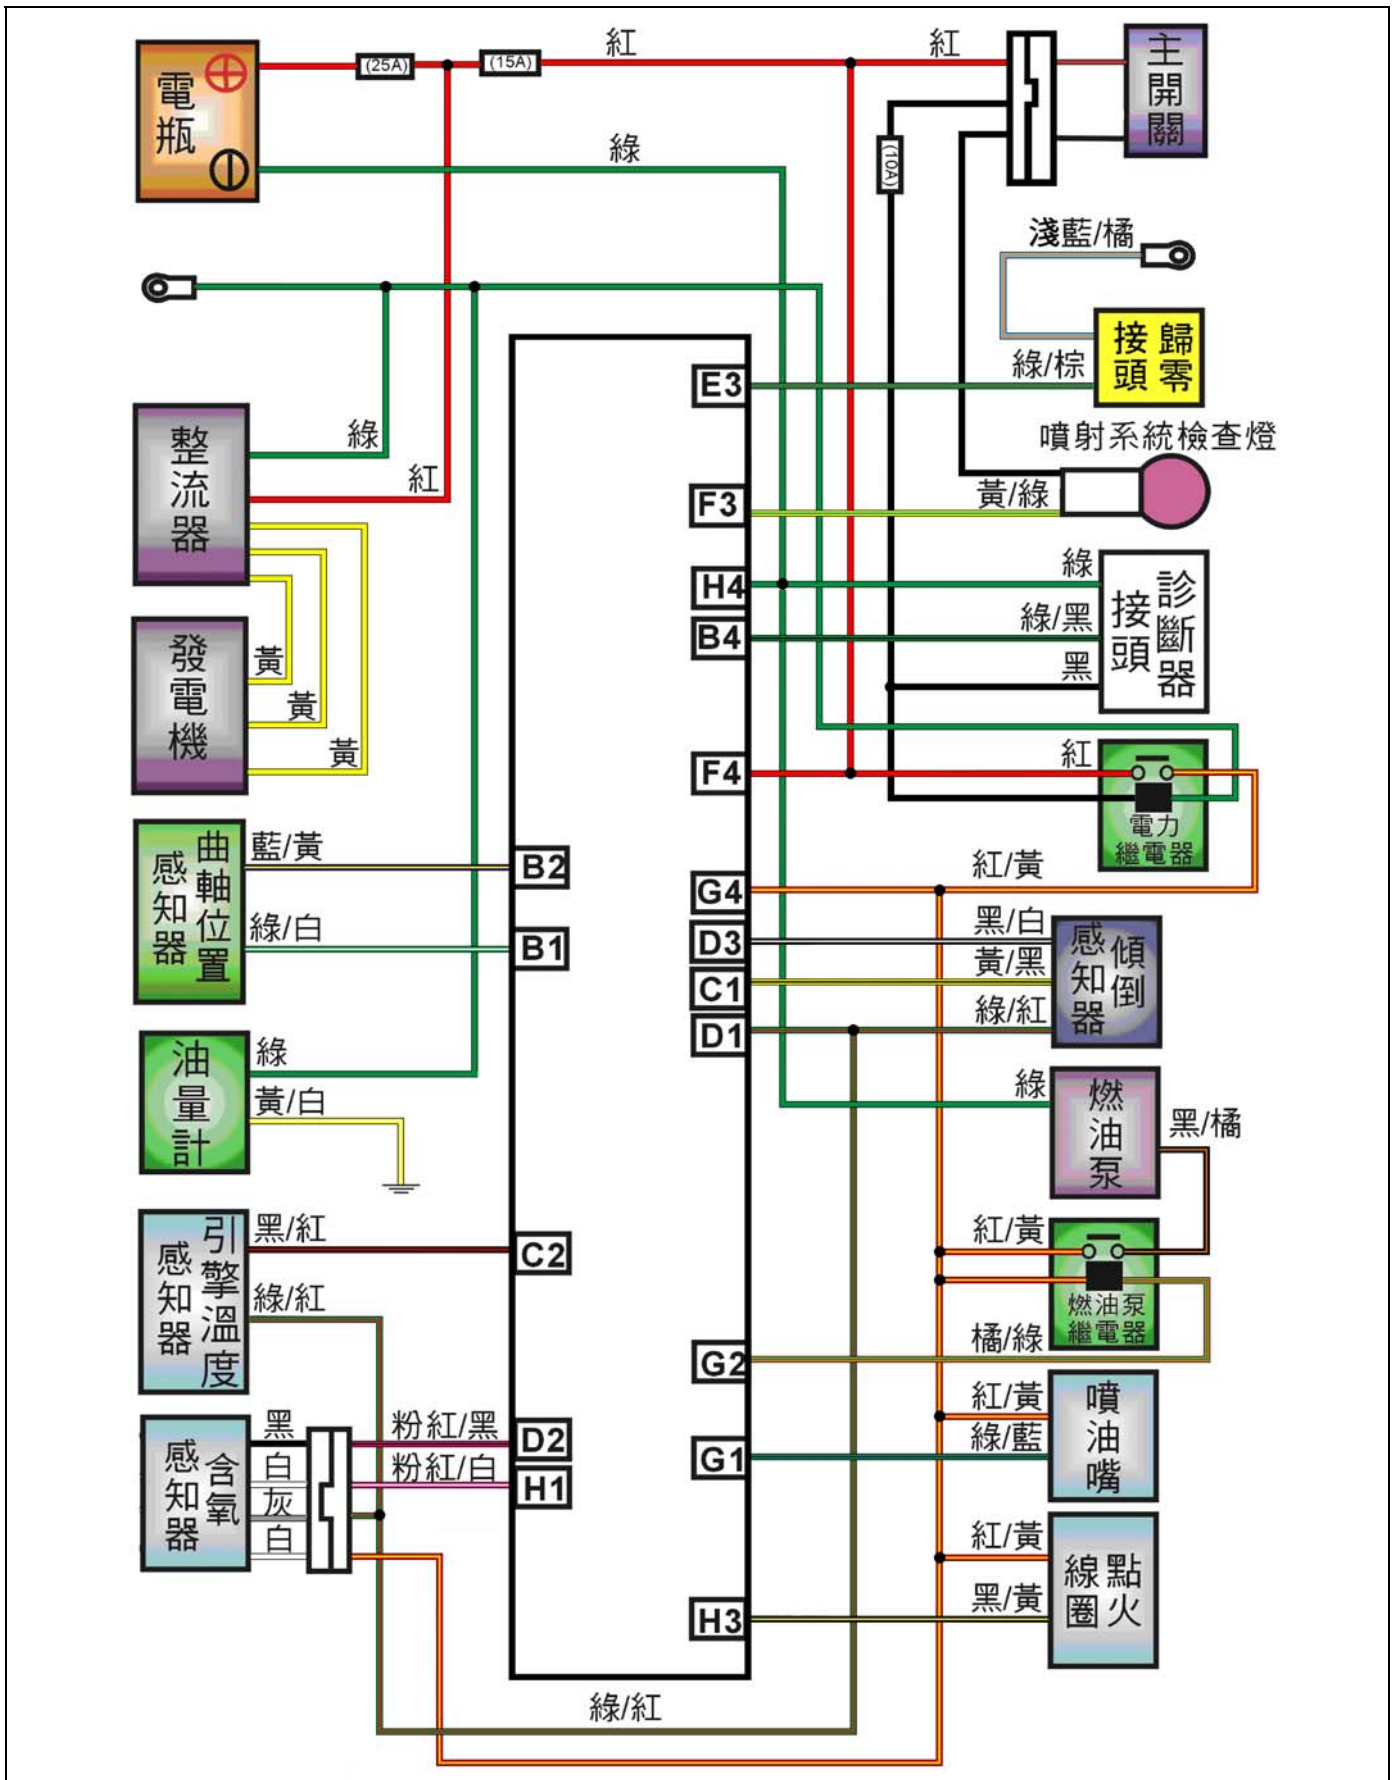 電瓶
(25A)
(15A)
紅
紅
主開關
綠
(10A)
淺藍/橘
歸零
接頭
綠/棕
E3
噴射系統檢查燈
黃/綠
F3
整流器
綠
紅
綠
H4
診斷器
接頭
綠/黑
B4
黑
發電機
黃
黃
黃
紅
F4
電力
繼電器
曲軸位置
感知器
藍/黃
B2
綠/白
B1
紅/黃
G4
黑/白
D3
傾倒
感知器
黃/黑
C1
綠/紅
D1
油量計
綠
黃/白
綠
燃油泵
黑/橘
引擎溫度
感知器
黑/紅
C2
綠/紅
紅/黃
燃油泵
繼電器
橘/綠
G2
紅/黃
噴油嘴
綠/藍
G1
含氧
感知器
黑
白
灰
白
粉紅/黑
D2
粉紅/白
H1
紅/黃
點火
線圈
黑/黃
H3
綠/紅